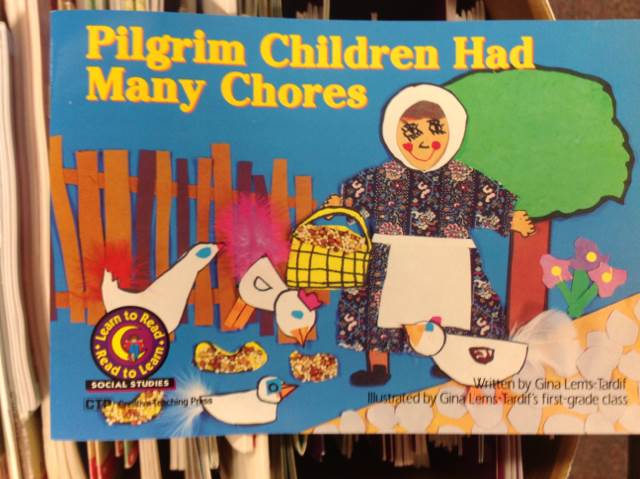 Pilgrim Children Had
Many Chores
Learn to Read
Read to Learn
SOCIAL STUDIES
CTP Creative Teaching Press
Written by Gina Lems-Tardif
Illustrated by Gina Lems-Tardif's first-grade class